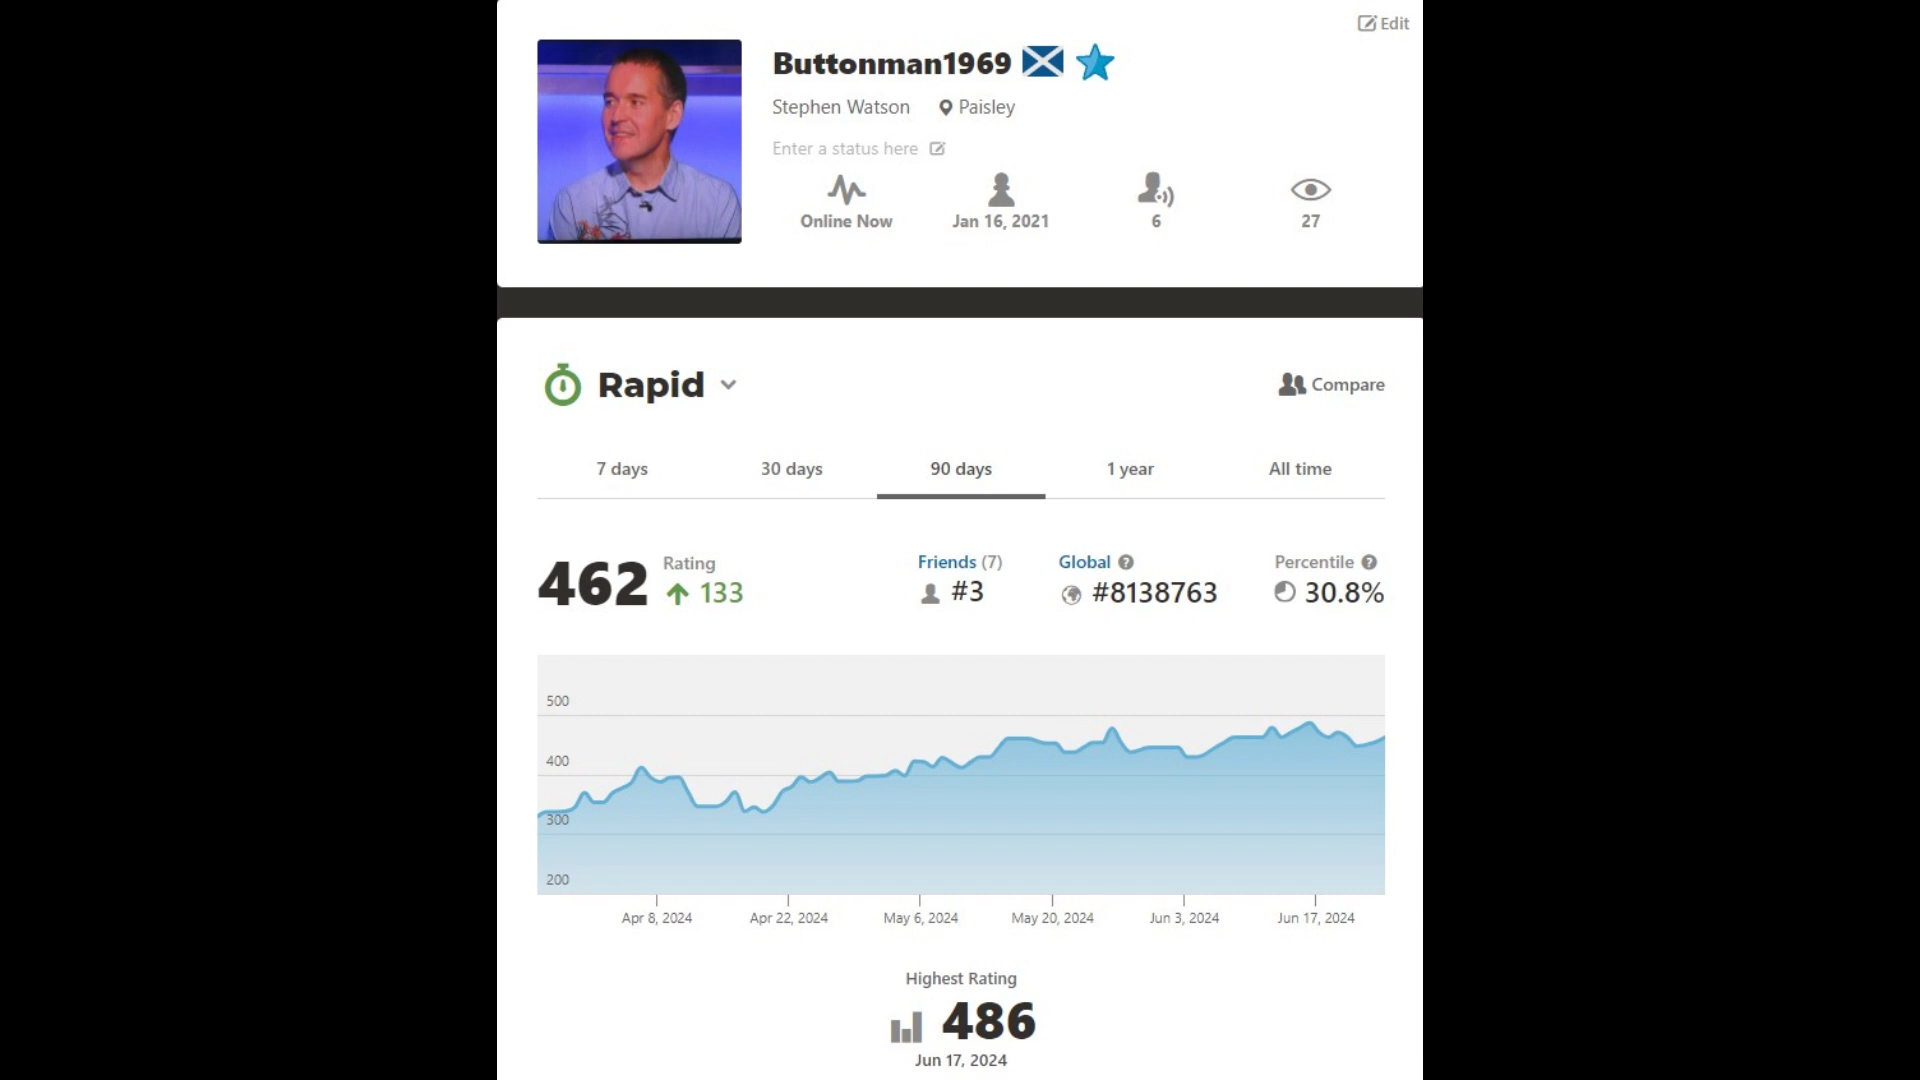 Edit
Buttonman1969
Stephen Watson Paisley
Enter a status here
Online Now Jan 16, 2021 6 27
Rapid
Compare
7 days 30 days 90 days 1 year All time
462 Rating 133
Friends (7) #3
Global #8138763
Percentile 30.8%
500
400
300
200
Apr 8, 2024 Apr 22, 2024 May 6, 2024 May 20, 2024 Jun 3, 2024 Jun 17, 2024
Highest Rating
486
Jun 17, 2024